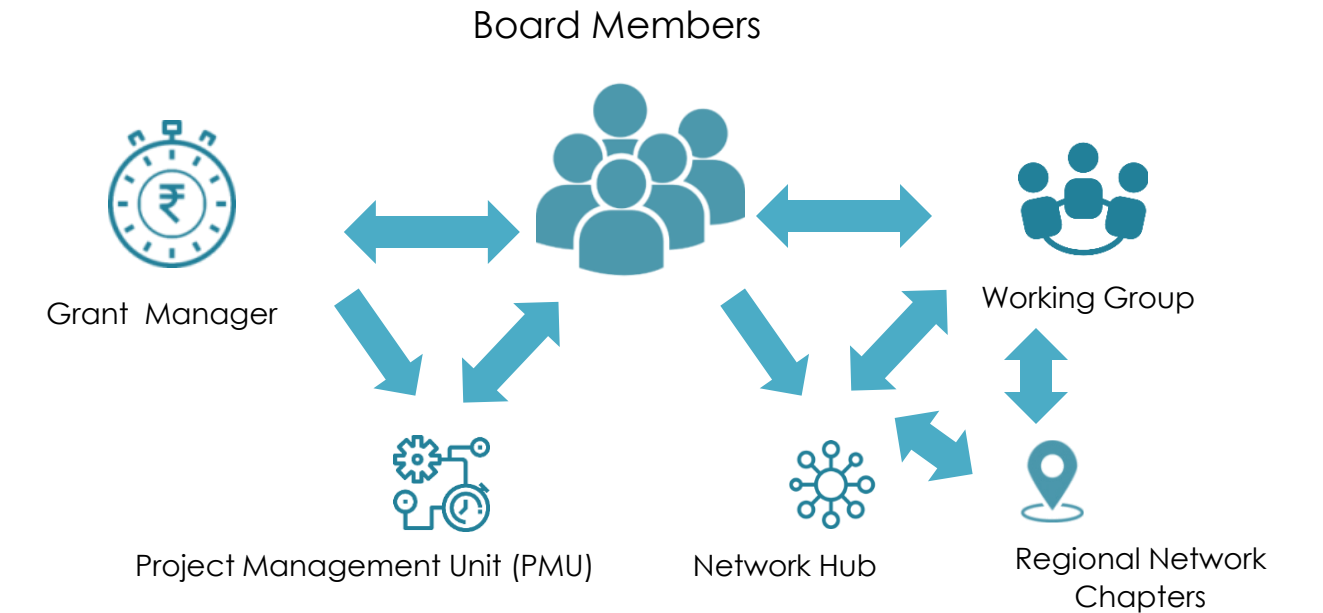 Board Members
₹
Grant Manager
Working Group
Project Management Unit (PMU)
Network Hub
Regional Network
Chapters